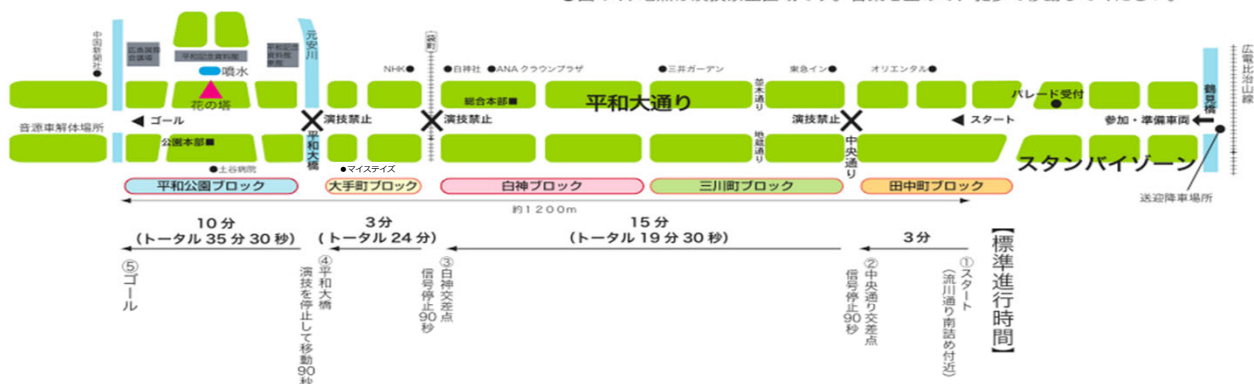 中国新聞社
広島国際会議場
平和記念資料館
平和記念資料館東館
噴水
花の塔
元安川
NHK
(袋町)
白神社
ANA クラウンプラザ
三井ガーデン
東急イン
オリエンタル
広電比治山線
総合本部
平和大通り
並木通り
パレード受付
鶴見橋
音源車解体場所
ゴール
演技禁止
演技禁止
演技禁止
スタート
参加・準備車両
公園本部
平和大橋
地蔵通り
中央通り
スタンバイゾーン
土谷病院
マイステイズ
送迎降車場所
平和公園ブロック
大手町ブロック
白神ブロック
三川町ブロック
田中町ブロック
約1200m
10分
(トータル 35 分 30 秒)
3分
(トータル 24 分)
15分
(トータル 19 分 30 秒)
3分
【標準進行時間】
①スタート
(流川通り南詰め付近)
②中央通り交差点
信号停止90秒
③白神交差点
信号停止90秒
④平和大橋
演技を停止して移動90秒
⑤ゴール